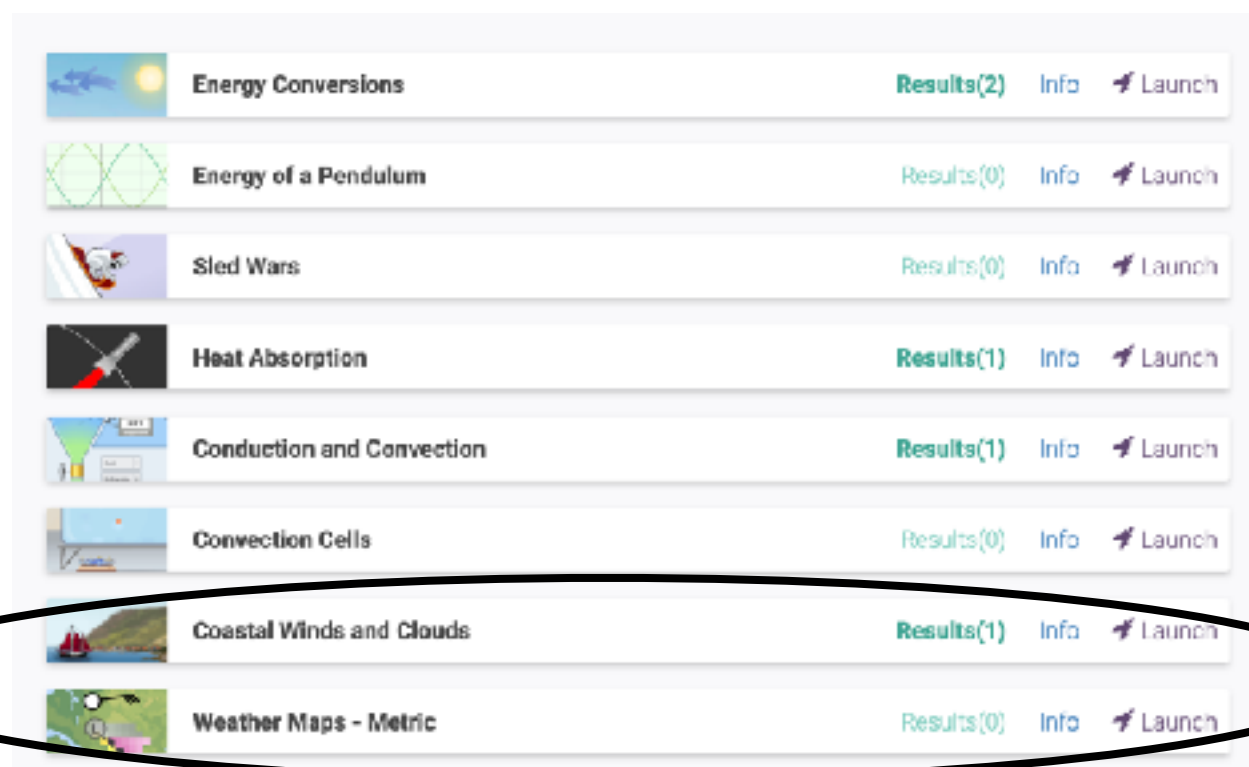 Energy Conversions Results(2) Info Launch
Energy of a Pendulum Results(0) Info Launch
Sled Wars Results(0) Info Launch
Heat Absorption Results(1) Info Launch
Conduction and Convection Results(1) Info Launch
Convection Cells Results(0) Info Launch
Coastal Winds and Clouds Results(1) Info Launch
Weather Maps - Metric Results(0) Info Launch